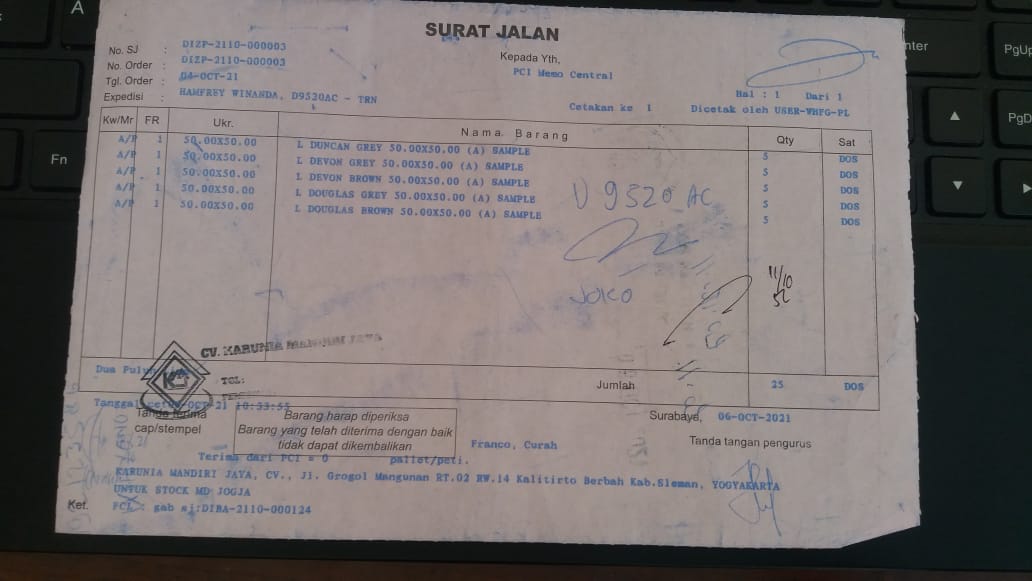 SURAT JALAN
No. SJ : DIZP-2110-000003
No. Order : DIZP-2110-000003
Tgl. Order : 04-OCT-21
Expedisi : HAMFREY WINANDA, D9520AC - TRN
Kepada Yth,
PCI Memo Central
Hal : 1 Dari 1
Cetakan ke 1 Dicetak oleh USER-WHFG-PL
Kw/Mr FR Ukr. Nama Barang Qty Sat
A/P 1 50.00X50.00 L DUNCAN GREY 50.00X50.00 (A) SAMPLE 5 DOS
A/P 1 50.00X50.00 L DEVON GREY 50.00X50.00 (A) SAMPLE 5 DOS
A/P 1 50.00X50.00 L DEVON BROWN 50.00X50.00 (A) SAMPLE 5 DOS
A/P 1 50.00X50.00 L DOUGLAS GREY 50.00X50.00 (A) SAMPLE 5 DOS
A/P 1 50.00X50.00 L DOUGLAS BROWN 50.00X50.00 (A) SAMPLE 5 DOS
9520 AC
Joko
11/10
CV. KARUNIA MANDIRI JAYA
TGL:
Dua Puluh
Jumlah 25 DOS
Tanggal -OCT-21 10:53:55
Surabaya, 06-OCT-2021
Tanda terima
cap/stempel
Barang harap diperiksa
Barang yang telah diterima dengan baik
tidak dapat dikembalikan
Franco, Curah
Tanda tangan pengurus
Terima dari PCI = 0 pallet/peti.
KARUNIA MANDIRI JAYA, CV., Jl. Grogol Mangunan RT.02 RW.14 Kalitirto Berbah Kab.Sleman, YOGYAKARTA
UNTUK STOCK MD JOGJA
Ket. PCL: gab sj:DIBA-2110-000124
Fn
A
enter
PgUp
PgD